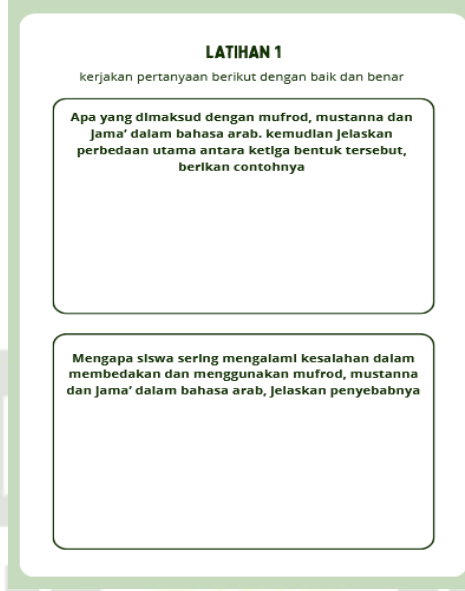 LATIHAN 1
kerjakan pertanyaan berikut dengan baik dan benar
Apa yang dimaksud dengan mufrod, mustanna dan
jama' dalam bahasa arab. kemudian jelaskan
perbedaan utama antara ketiga bentuk tersebut,
berikan contohnya
Mengapa siswa sering mengalami kesalahan dalam
membedakan dan menggunakan mufrod, mustanna
dan jama' dalam bahasa arab, jelaskan penyebabnya